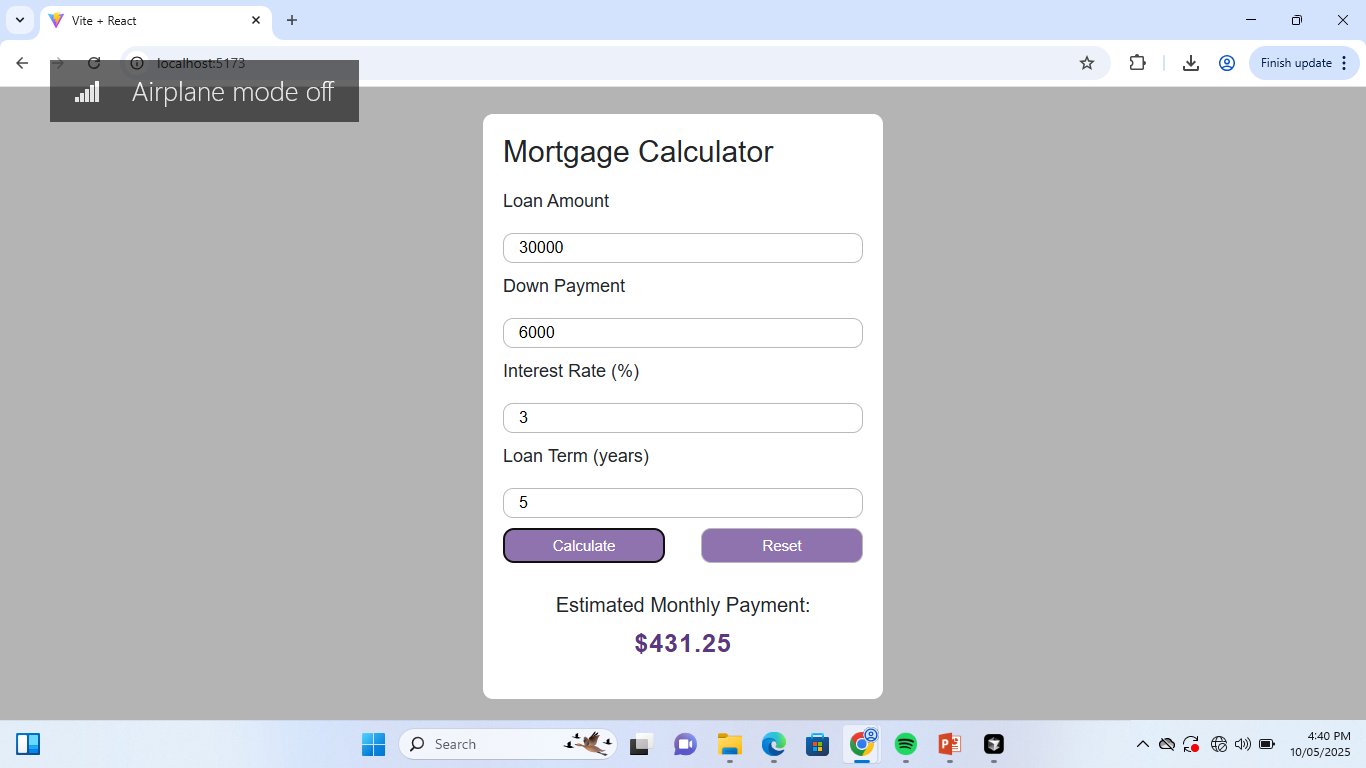 Vite + React
localhost:5173
Finish update
Airplane mode off
Mortgage Calculator
Loan Amount
30000
Down Payment
6000
Interest Rate (%)
3
Loan Term (years)
5
Calculate Reset
Estimated Monthly Payment:
$431.25
Search
4:40 PM
10/05/2025